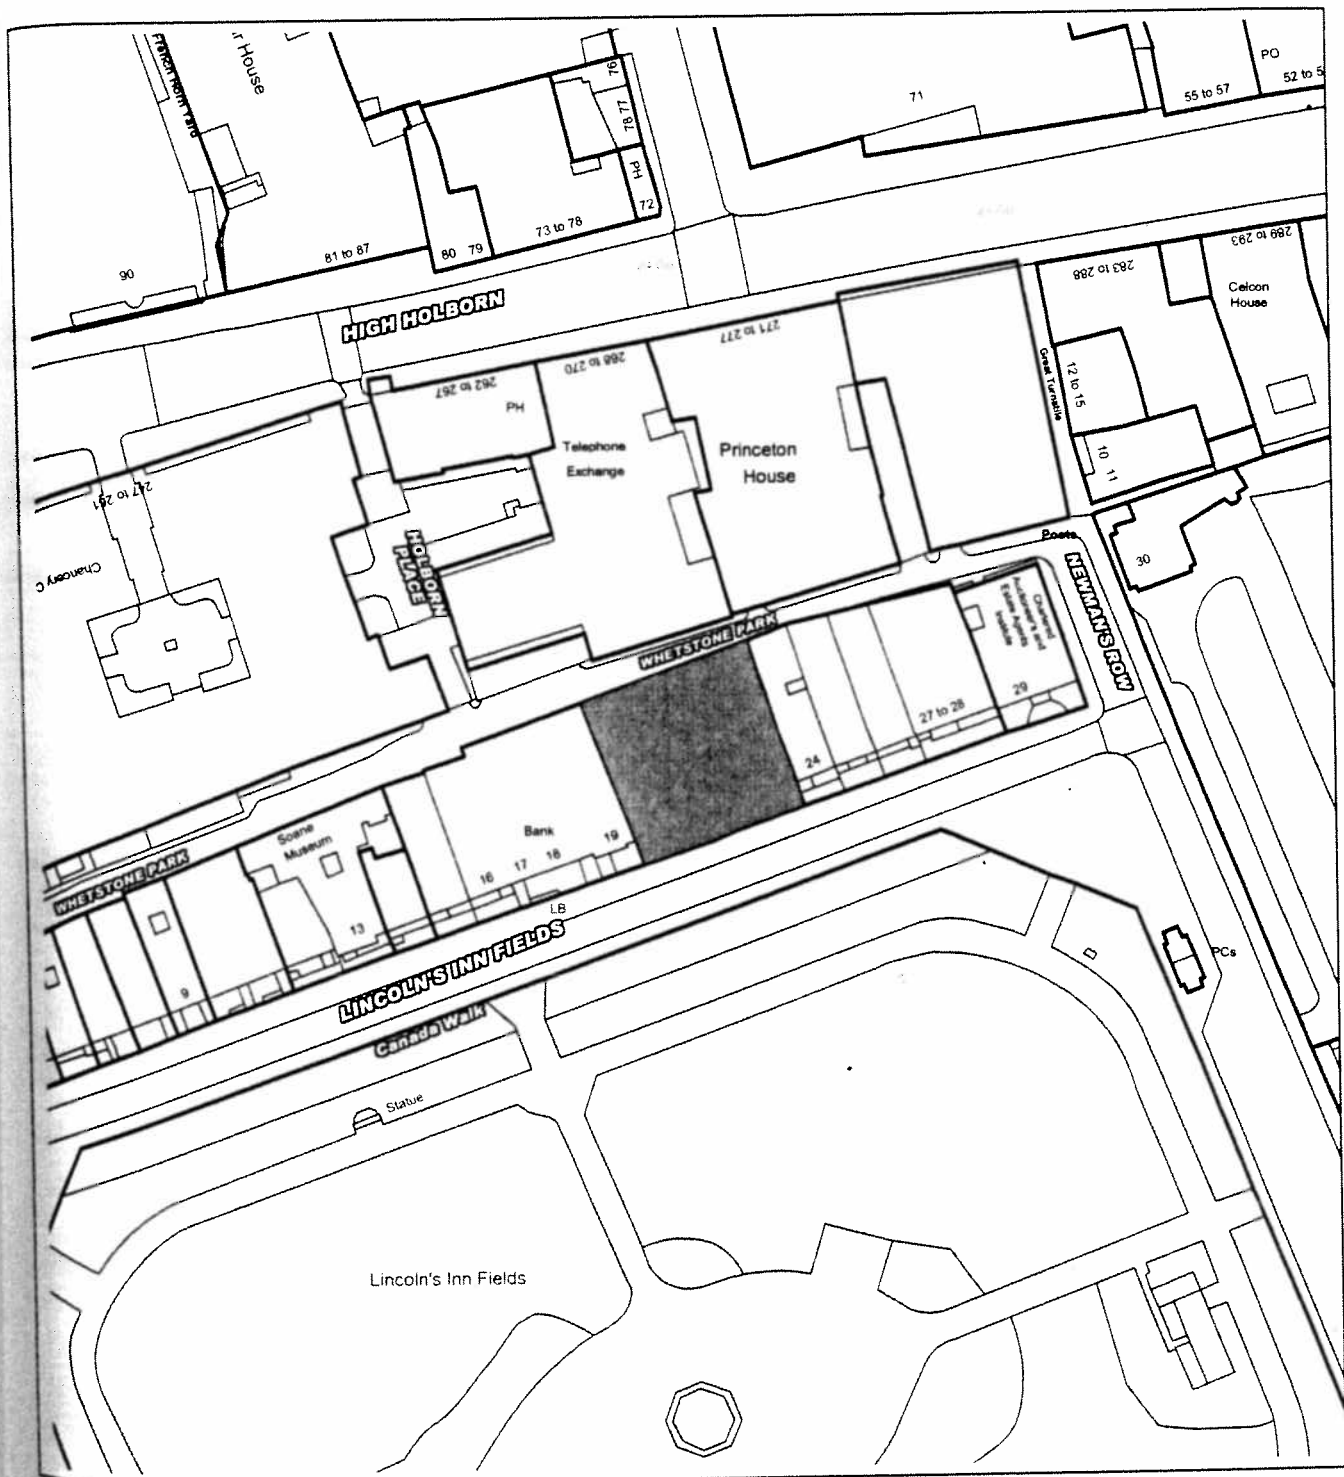 French Horn Yard
r House
76
78 77
PH
72
71
PO
55 to 57
52 to 5
90
81 to 87
80 79
73 to 78
HIGH HOLBORN
289 to 293
283 to 288
Celcon
House
271 to 277
268 to 270
262 to 267
PH
Great Turnstile
12 to 15
Telephone
Exchange
Princeton
House
10 11
247 to 261
Chancery C
HOLBORN
PLACE
Posts
30
NEWMAN'S ROW
Chartered
Auctioneer's and
Estate Agents
Institute
WHETSTONE PARK
29
27 to 28
24
Soane
Museum
Bank
19
18
17
16
WHETSTONE PARK
13
LB
9
LINCOLN'S INN FIELDS
PCs
Canada Walk
Statue
Lincoln's Inn Fields